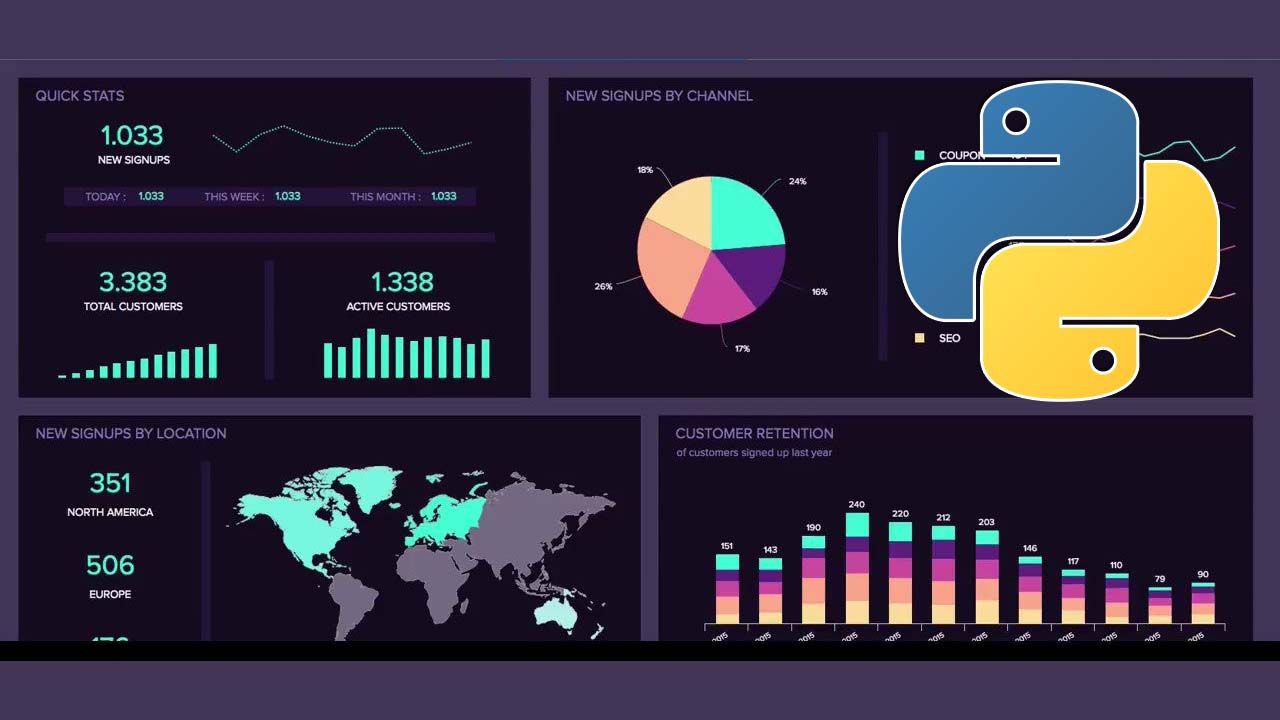 QUICK STATS
1.033
NEW SIGNUPS
TODAY : 1.033 THIS WEEK : 1.033 THIS MONTH : 1.033
3.383
TOTAL CUSTOMERS
1.338
ACTIVE CUSTOMERS
NEW SIGNUPS BY CHANNEL
18%
24%
26%
16%
17%
COUPON
SEO
NEW SIGNUPS BY LOCATION
351
NORTH AMERICA
506
EUROPE
CUSTOMER RETENTION
of customers signed up last year
151 143 190 240 220 212 203 146 117 110 79 90